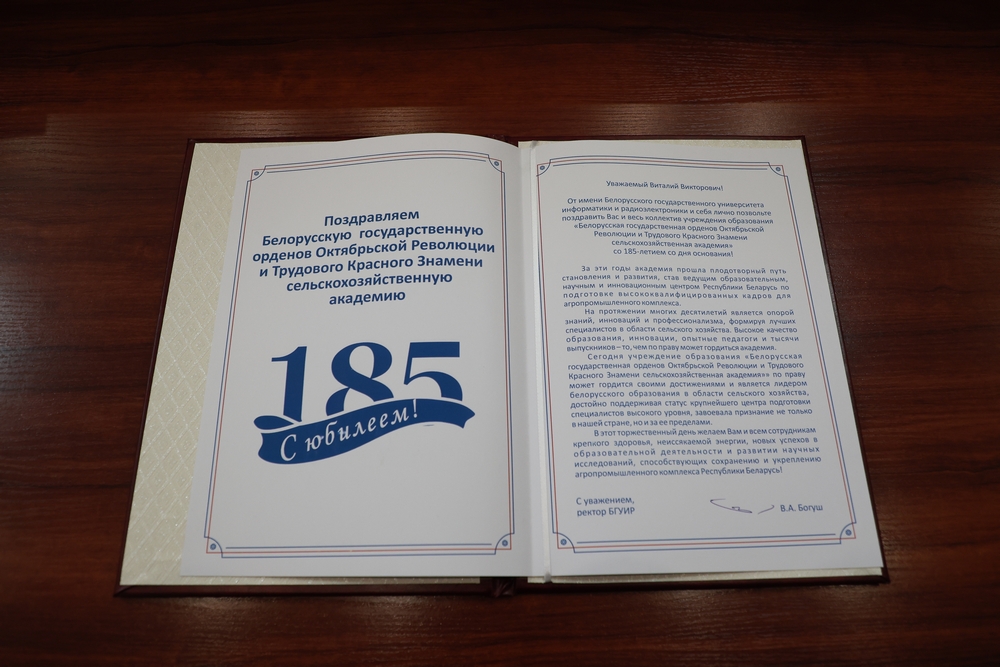 Поздравляем
Белорусскую государственную
орденов Октябрьской Революции
и Трудового Красного Знамени
сельскохозяйственную
академию
185
С юбилеем!
Уважаемый Виталий Викторович!
От имени Белорусского государственного университета
информатики и радиоэлектроники и себя лично позвольте
поздравить Вас и весь коллектив учреждения образования
«Белорусская государственная орденов Октябрьской
Революции и Трудового Красного Знамени
сельскохозяйственная академия»
со 185-летием со дня основания!
За эти годы академия прошла плодотворный путь
становления и развития, став ведущим образовательным,
научным и инновационным центром Республики Беларусь по
подготовке высококвалифицированных кадров для
агропромышленного комплекса.
На протяжении многих десятилетий является опорой
знаний, инноваций и профессионализма, формируя лучших
специалистов в области сельского хозяйства. Высокое качество
образования, инновации, опытные педагоги и тысячи
выпускников – то, чем по праву может гордиться академия.
Сегодня учреждение образования «Белорусская
государственная орденов Октябрьской Революции и Трудового
Красного Знамени сельскохозяйственная академия»» по праву
может гордится своими достижениями и является лидером
белорусского образования в области сельского хозяйства,
достойно поддерживая статус крупнейшего центра подготовки
специалистов высокого уровня, завоевала признание не только
в нашей стране, но и за ее пределами.
В этот торжественный день желаем Вам и всем сотрудникам
крепкого здоровья, неиссякаемой энергии, новых успехов в
образовательной деятельности и развитии научных
исследований, способствующих сохранению и укреплению
агропромышленного комплекса Республики Беларусь!
С уважением,
ректор БГУИР
В.А. Богуш